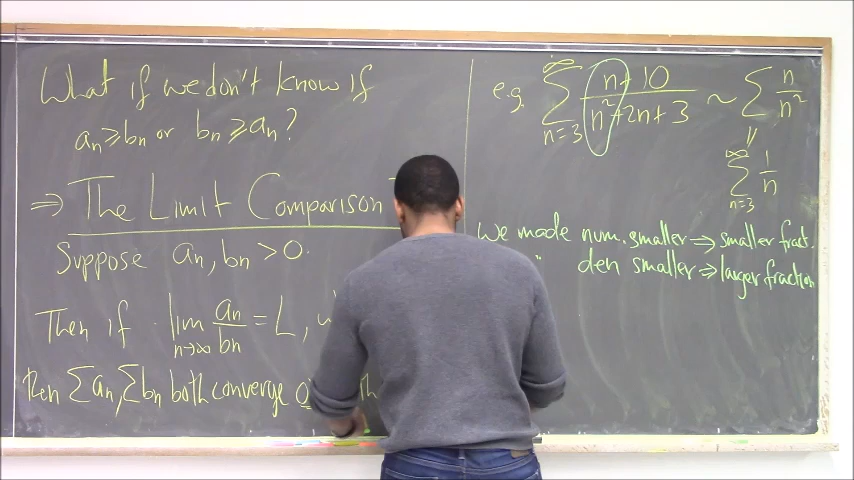 What if we don't know if
aₙ ≥ bₙ or bₙ ≥ aₙ?
⇒ The Limit Comparison
Suppose aₙ, bₙ > 0.
Then if lim n→∞ aₙ/bₙ = L,
then Σaₙ, Σbₙ both converge
e.g. ∞ Σ n=3 n+10 / n²+2n+3 ~ Σ n/n²
=
∞ Σ n=3 1/n
We made num. smaller ⇒ smaller fract.
" den smaller ⇒ larger fraction